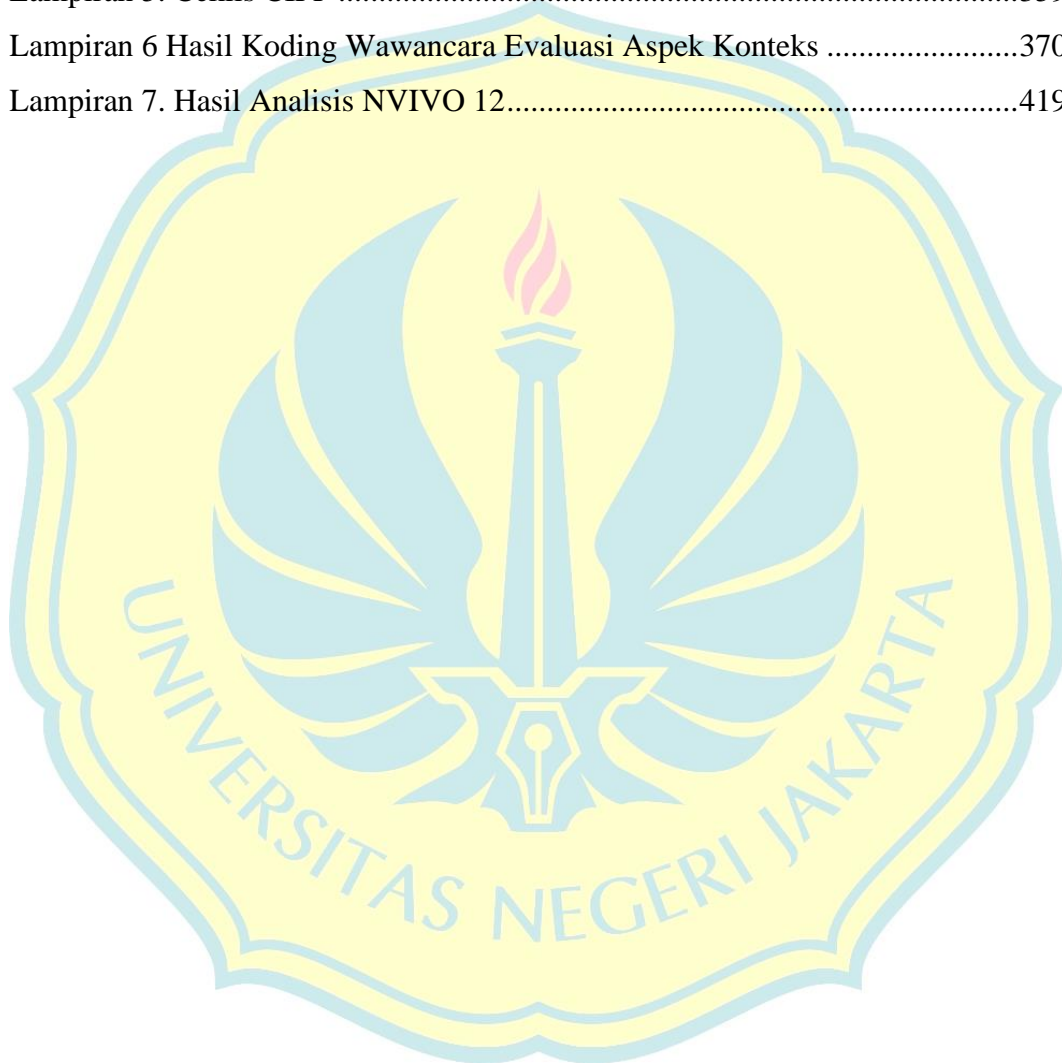 Lampiran 6 Hasil Koding Wawancara Evaluasi Aspek Konteks .......................370
Lampiran 7. Hasil Analisis NVIVO 12...............................................................419
UNIVERSITAS NEGERI JAKARTA